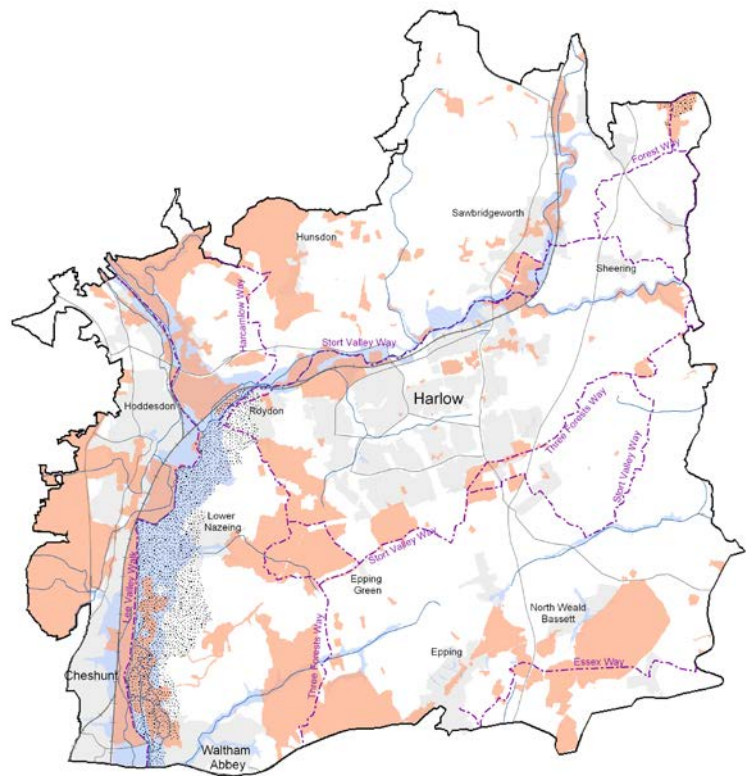 Forest Way
Sawbridgeworth
Hunsdon
Sheering
Harcamlow Way
Stort Valley Way
Hoddesdon
Roydon
Harlow
Three Forests Way
Stort Valley Way
Lower
Nazeing
Stort Valley Way
Epping
Green
Lee Valley Walk
Three Forests Way
North Weald
Bassett
Epping
Essex Way
Cheshunt
Waltham
Abbey